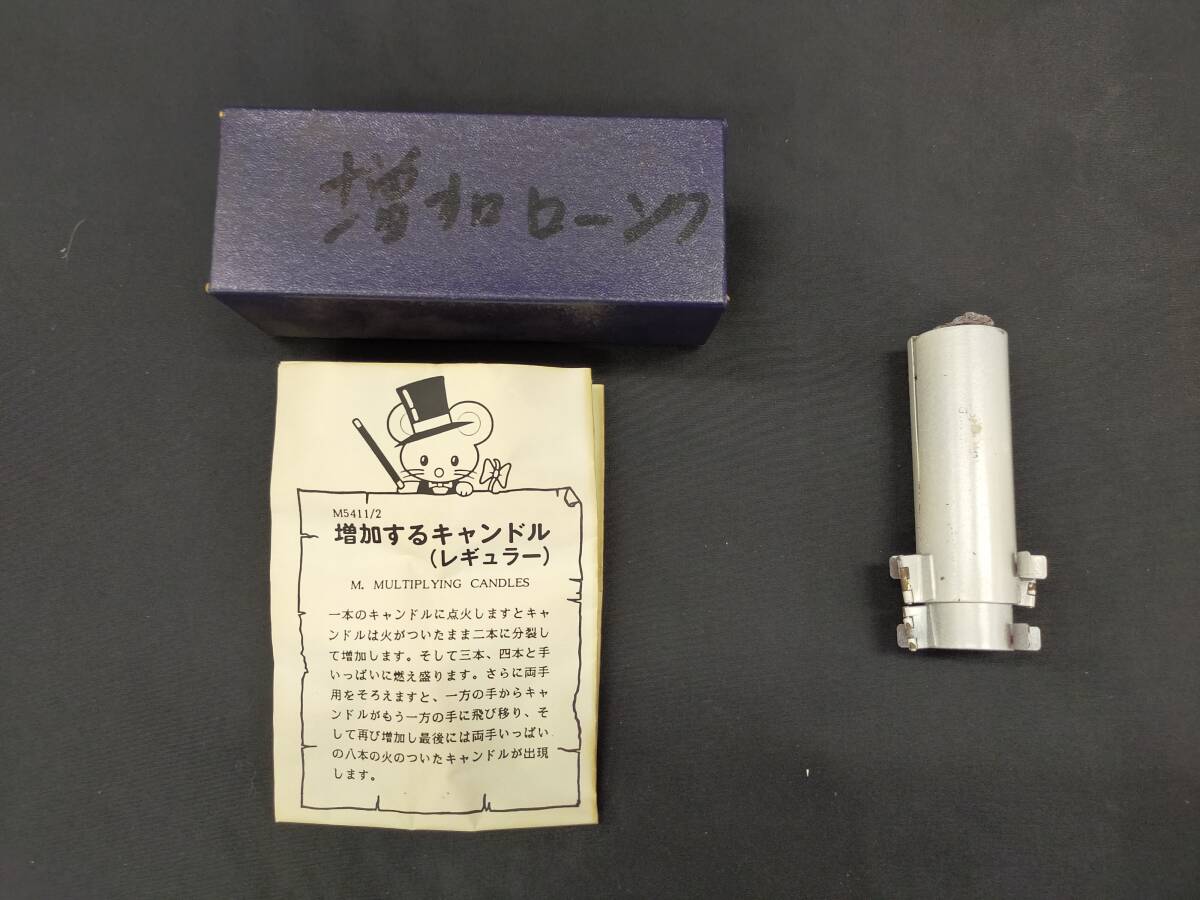 増加ローソク
M5411/2
増加するキャンドル
(レギュラー)
M. MULTIPLYING CANDLES
一本のキャンドルに点火しますとキャ
ンドルは火がついたまま二本に分裂し
て増加します。そして三本、四本と手
いっぱいに燃え盛ります。さらに両手
用をそろえますと、一方の手からキャ
ンドルがもう一方の手に飛び移り、そ
して再び増加し最後には両手いっぱい
の八本の火のついたキャンドルが出現
します。